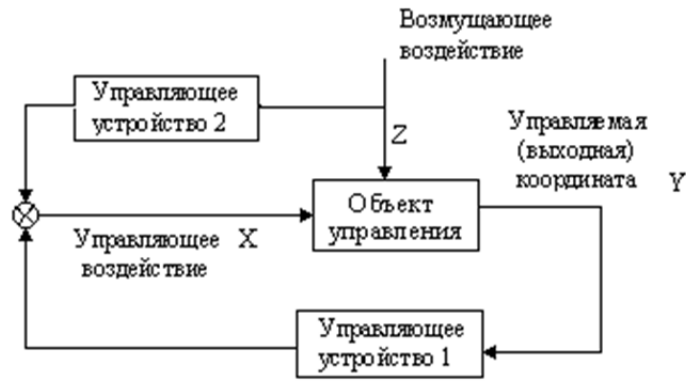 Возмущающее
воздействие
Управляющее
устройство 2
Z
Управляемая
(выходная)
координата Y
Объект
управления
Управляющее X
воздействие
Управляющее
устройство 1